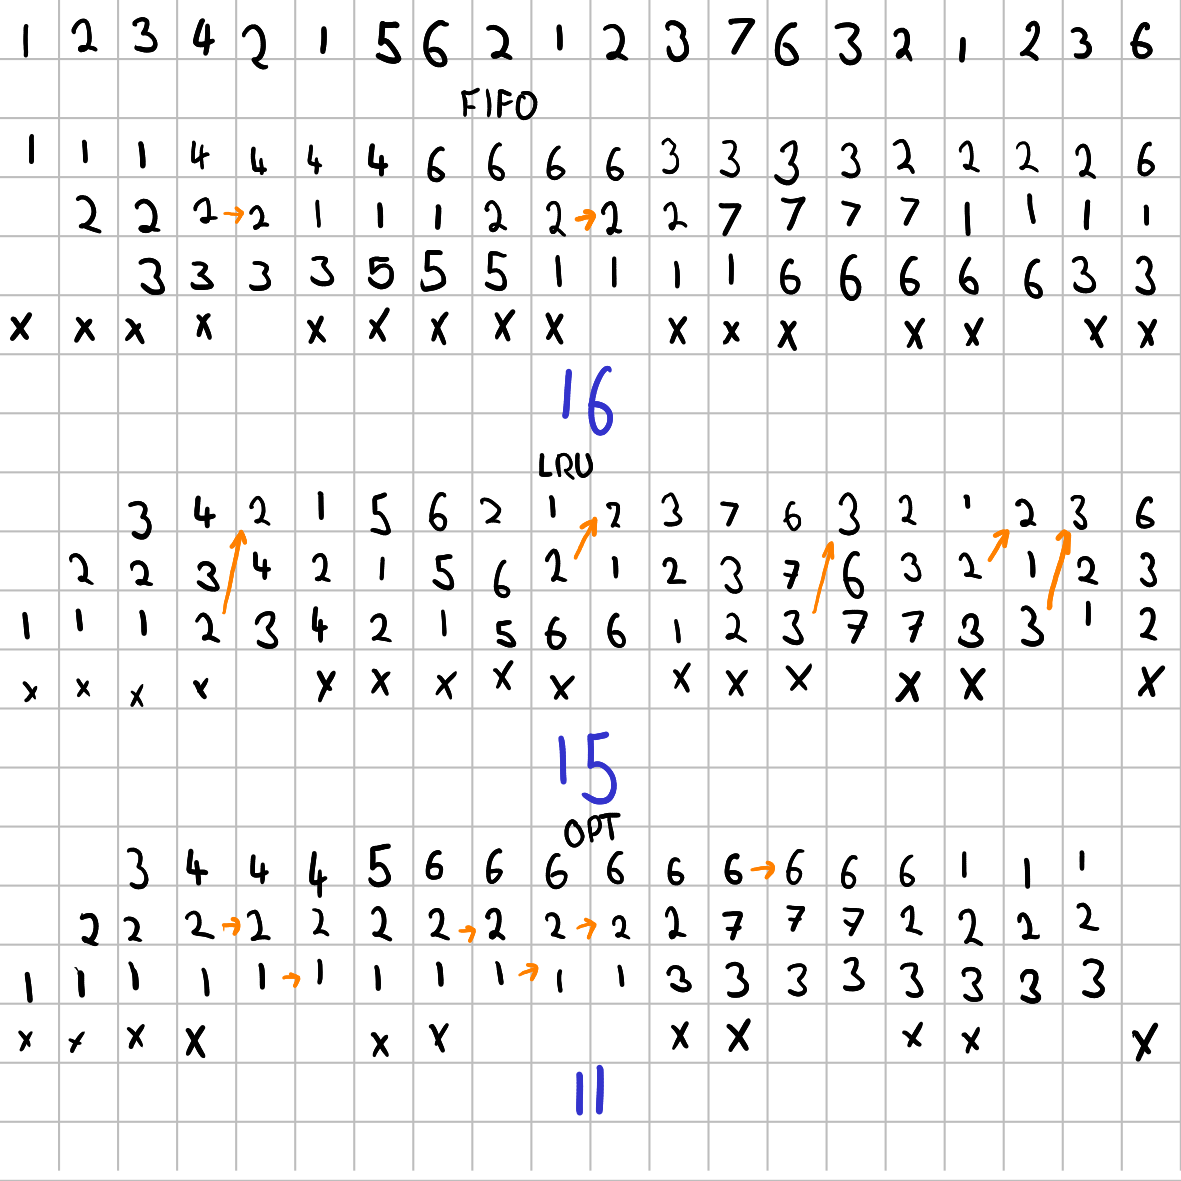 1 2 3 4 2 1 5 6 2 1 2 3 7 6 3 2 1 2 3 6
FIFO
1 1 1 4 4 4 4 6 6 6 6 3 3 3 3 2 2 2 2 6
2 2 2 → 2 1 1 1 2 2 → 2 2 7 7 7 7 1 1 1 1
3 3 3 3 5 5 5 1 1 1 1 6 6 6 6 6 3 3
x x x x x x x x x x x x x x x x
16
LRU
3 4 2 1 5 6 2 1 2 3 7 6 3 2 1 2 3 6
2 2 3 4 2 1 5 6 2 1 2 3 7 6 3 2 1 2 3
1 1 1 2 3 4 2 1 5 6 6 1 2 3 7 7 3 3 1 2
x x x x x x x x x x x x x x x
15
OPT
3 4 4 4 5 6 6 6 6 6 6 → 6 6 6 1 1 1
2 2 2 → 2 2 2 2 → 2 2 → 2 2 7 7 7 2 2 2 2
1 1 1 1 1 → 1 1 1 1 → 1 1 3 3 3 3 3 3 3 3
x x x x x x x x x x x
11